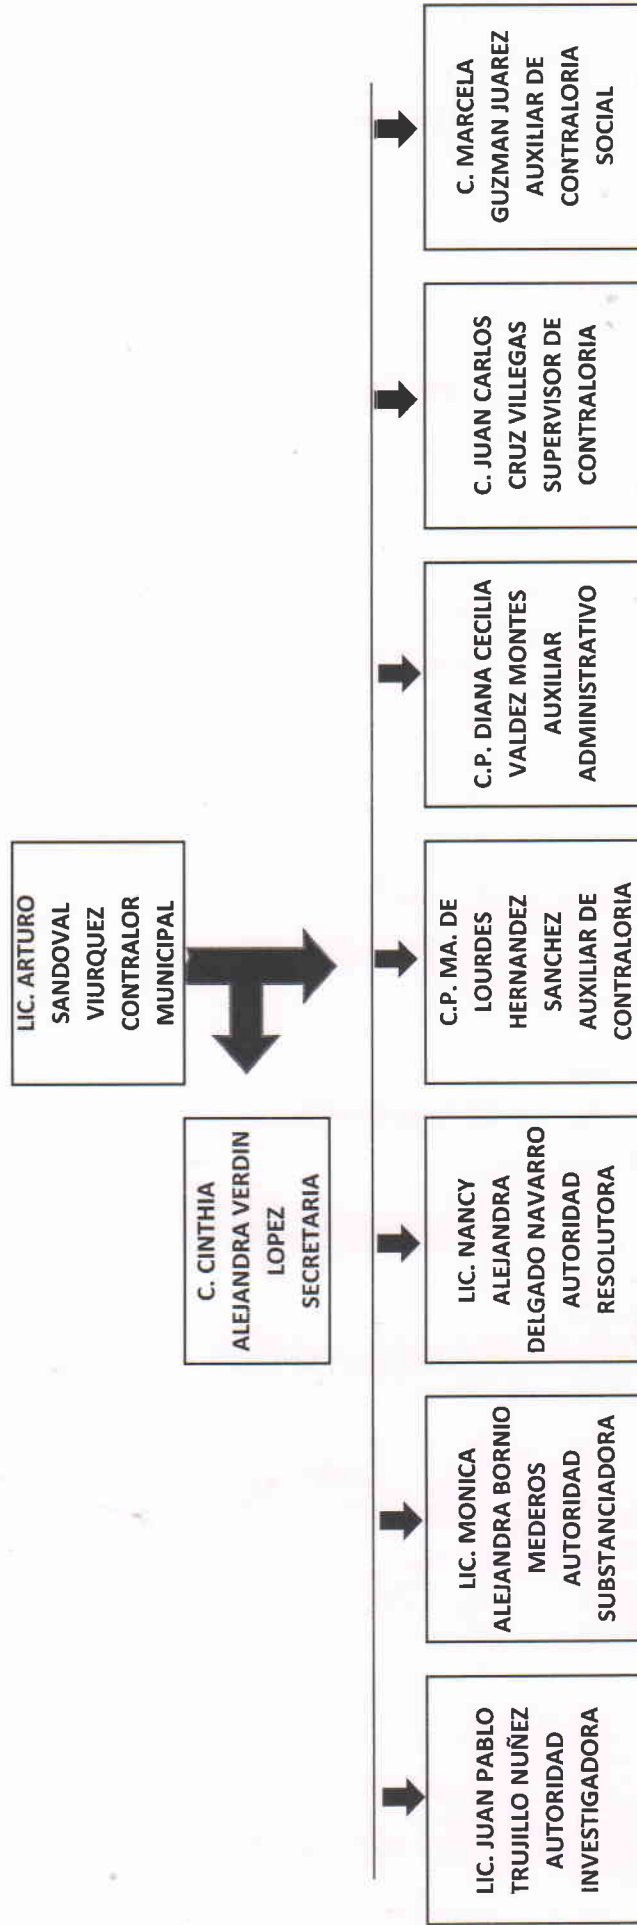 LIC. ARTURO
SANDOVAL
VIURQUEZ
CONTRALOR
MUNICIPAL
C. CINTHIA
ALEJANDRA VERDIN
LOPEZ
SECRETARIA
LIC. JUAN PABLO
TRUJILLO NUÑEZ
AUTORIDAD
INVESTIGADORA
LIC. MONICA
ALEJANDRA BORNIO
MEDEROS
AUTORIDAD
SUBSTANCIADORA
LIC. NANCY
ALEJANDRA
DELGADO NAVARRO
AUTORIDAD
RESOLUTORA
C.P. MA. DE
LOURDES
HERNANDEZ
SANCHEZ
AUXILIAR DE
CONTRALORIA
C.P. DIANA CECILIA
VALDEZ MONTES
AUXILIAR
ADMINISTRATIVO
C. JUAN CARLOS
CRUZ VILLEGAS
SUPERVISOR DE
CONTRALORIA
C. MARCELA
GUZMAN JUAREZ
AUXILIAR DE
CONTRALORIA
SOCIAL